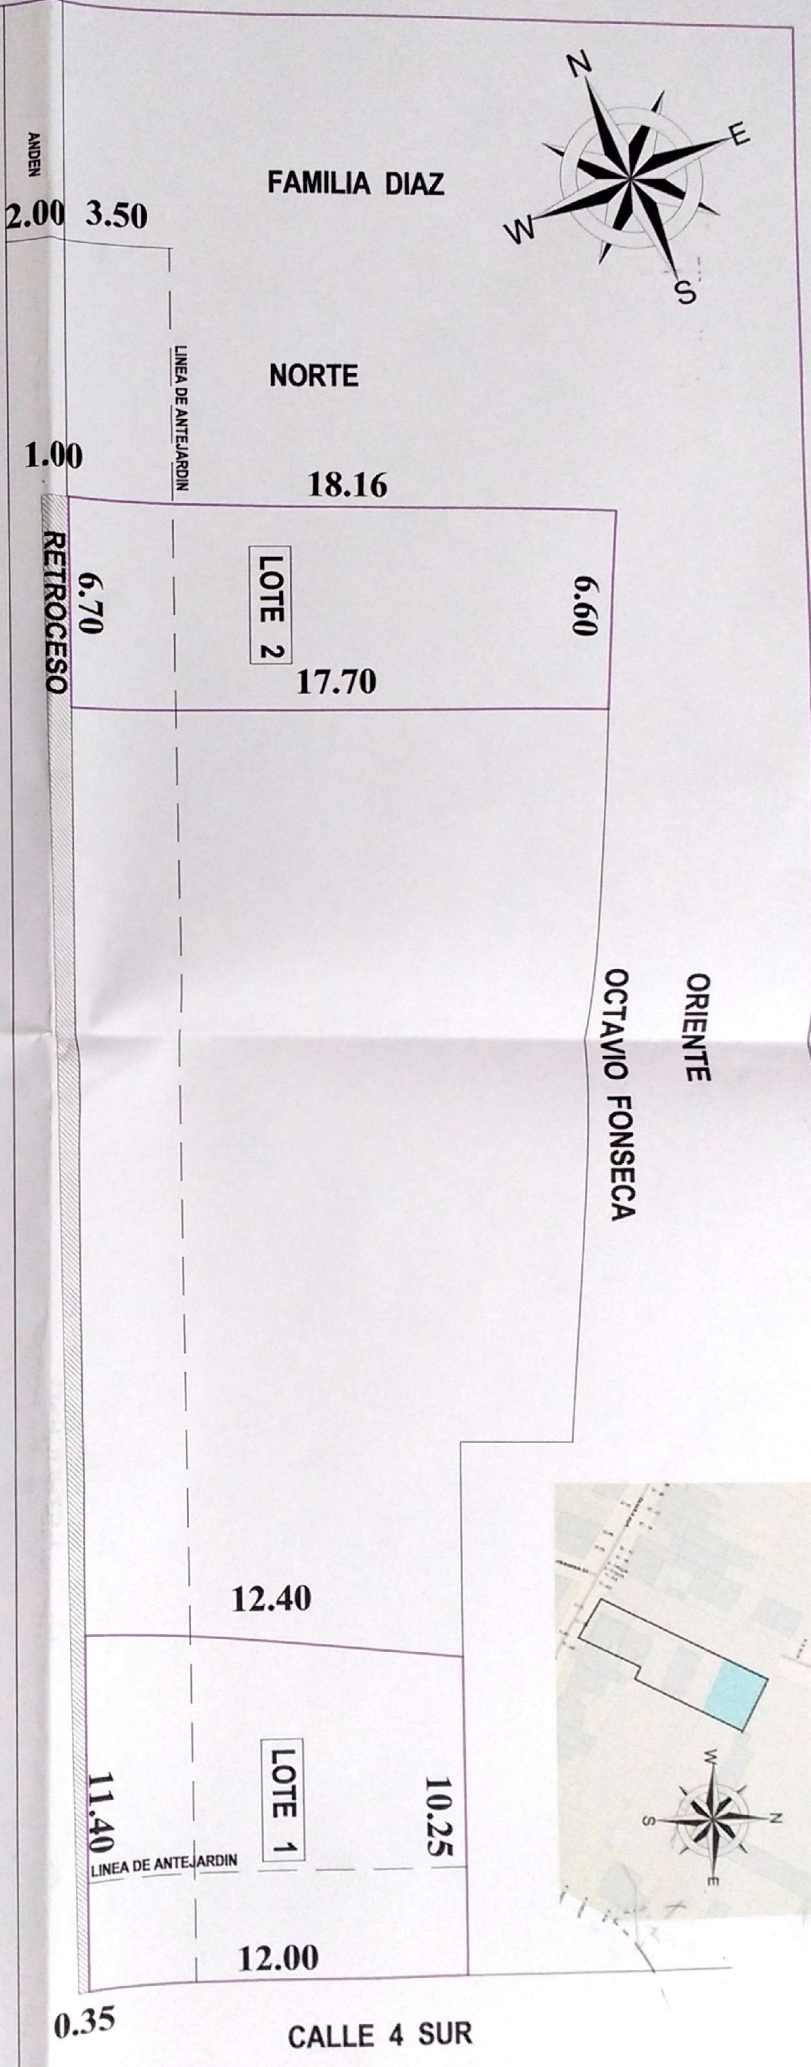 N
E
W
S
ANDEN
FAMILIA DIAZ
2.00 3.50
LINEA DE ANTEJARDIN
NORTE
1.00
18.16
RETROCESO
6.70
LOTE 2
6.60
17.70
ORIENTE
OCTAVIO FONSECA
12.40
LOTE 1
11.40
10.25
LINEA DE ANTEJARDIN
12.00
0.35
CALLE 4 SUR
W
N
S
E